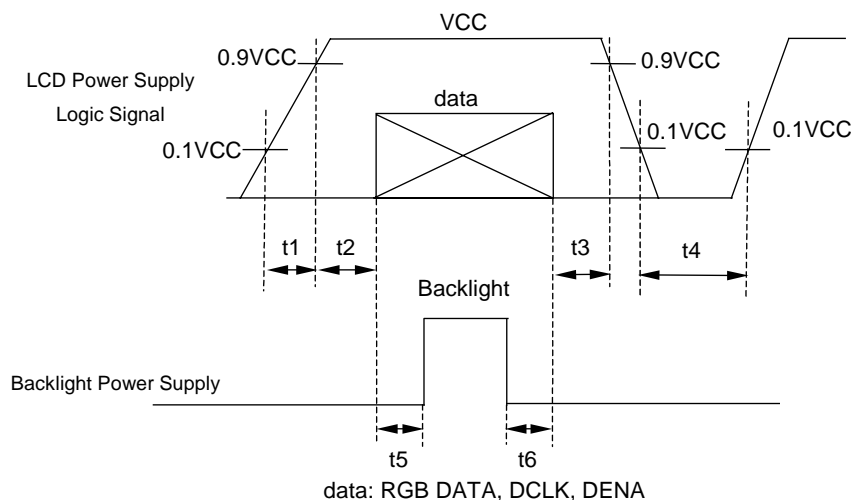 VCC
0.9VCC
0.9VCC
LCD Power Supply
Logic Signal
data
0.1VCC
0.1VCC
0.1VCC
t1
t2
t3
t4
Backlight
Backlight Power Supply
t5
t6
data: RGB DATA, DCLK, DENA